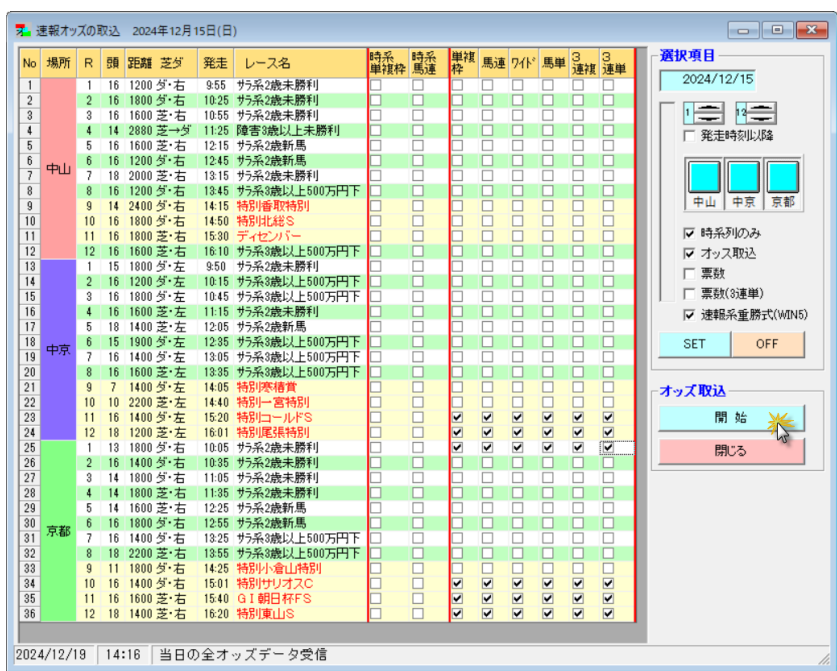 速報オッズの取込 2024年12月15日(日)
No 場所 R 頭 距離 芝ダ 発走 レース名 時系単複枠 時系馬連 単複枠 馬連 ワイド 馬単 3連複 3連単
1 1 16 1200 ダ・右 9:55 サラ系2歳未勝利
2 2 16 1800 ダ・右 10:25 サラ系2歳未勝利
3 3 16 1600 芝・右 10:55 サラ系2歳未勝利
4 4 14 2880 芝→ダ 11:25 障害3歳以上未勝利
5 5 16 1600 芝・右 12:15 サラ系2歳新馬
6 6 16 1200 ダ・右 12:45 サラ系2歳新馬
中山
7 7 18 2000 芝・右 13:15 サラ系2歳未勝利
8 8 16 1200 ダ・右 13:45 サラ系3歳以上500万円下
9 9 14 2400 ダ・右 14:15 特別香取特別
10 10 16 1800 ダ・右 14:50 特別北総S
11 11 16 1800 芝・右 15:30 ディセンバー
12 12 16 1600 芝・右 16:10 サラ系3歳以上500万円下
13 1 15 1800 ダ・左 9:50 サラ系2歳未勝利
14 2 16 1200 ダ・左 10:15 サラ系3歳以上500万円下
15 3 16 1800 ダ・左 10:45 サラ系3歳以上500万円下
16 4 16 1600 芝・左 11:15 サラ系2歳未勝利
17 5 18 1400 芝・左 12:05 サラ系2歳新馬
18 6 15 1900 ダ・左 12:35 サラ系3歳以上500万円下
中京
19 7 16 1400 ダ・左 13:05 サラ系3歳以上500万円下
20 8 16 1600 芝・左 13:35 サラ系3歳以上500万円下
21 9 7 1400 ダ・左 14:05 特別寒椿賞
22 10 10 2200 芝・左 14:40 特別一宮特別
23 11 16 1400 ダ・左 15:20 特別コールドS
24 12 18 1200 芝・左 16:01 特別尾張特別
25 1 13 1800 ダ・右 10:05 サラ系2歳未勝利
26 2 16 1400 ダ・右 10:35 サラ系2歳未勝利
27 3 14 1800 ダ・右 11:05 サラ系2歳未勝利
28 4 14 1800 芝・右 11:35 サラ系2歳未勝利
29 5 14 1600 芝・右 12:25 サラ系2歳新馬
30 6 16 1800 ダ・右 12:55 サラ系2歳新馬
京都
31 7 16 1400 ダ・右 13:25 サラ系3歳以上500万円下
32 8 18 2200 芝・右 13:55 サラ系3歳以上500万円下
33 9 11 1800 ダ・右 14:25 特別小倉山特別
34 10 16 1400 ダ・右 15:01 特別サリオスC
35 11 16 1600 芝・右 15:40 GI朝日杯FS
36 12 18 1400 芝・右 16:20 特別東山S
選択項目
2024/12/15
1 12
発走時刻以降
中山 中京 京都
時系列のみ
オッズ取込
票数
票数(3連単)
速報系重勝式(WIN5)
SET OFF
オッズ取込
開 始
閉じる
2024/12/19 14:16 当日の全オッズデータ受信